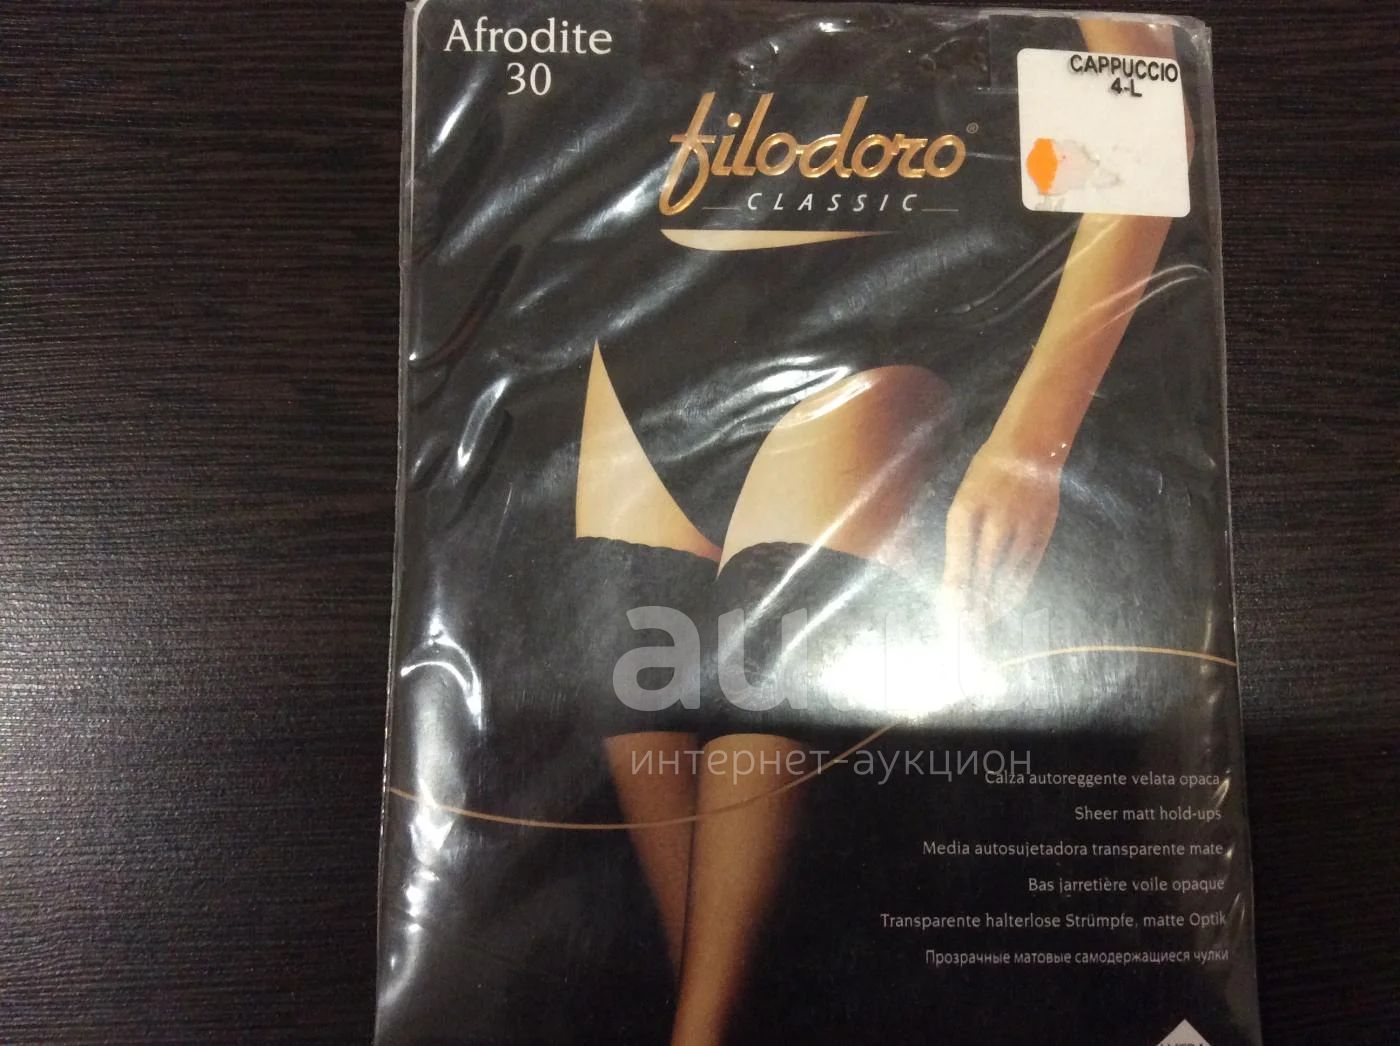 Afrodite
30
filodoro®
CLASSIC
CAPPUCCIO
4-L
au.ru
интернет-аукцион
Calza autoreggente velata opaca
Sheer matt hold-ups
Media autosujetadora transparente mate
Bas jarretière voile opaque
Transparente halterlose Strümpfe, matte Optik
Прозрачные матовые самодержащиеся чулки